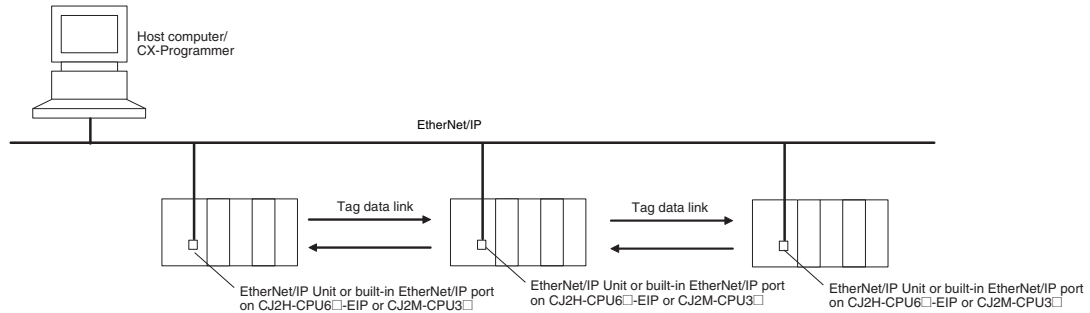 Host computer/
CX-Programmer
EtherNet/IP
Tag data link
Tag data link
EtherNet/IP Unit or built-in EtherNet/IP port
on CJ2H-CPU6□-EIP or CJ2M-CPU3□
EtherNet/IP Unit or built-in EtherNet/IP port
on CJ2H-CPU6□-EIP or CJ2M-CPU3□
EtherNet/IP Unit or built-in EtherNet/IP port
on CJ2H-CPU6□-EIP or CJ2M-CPU3□